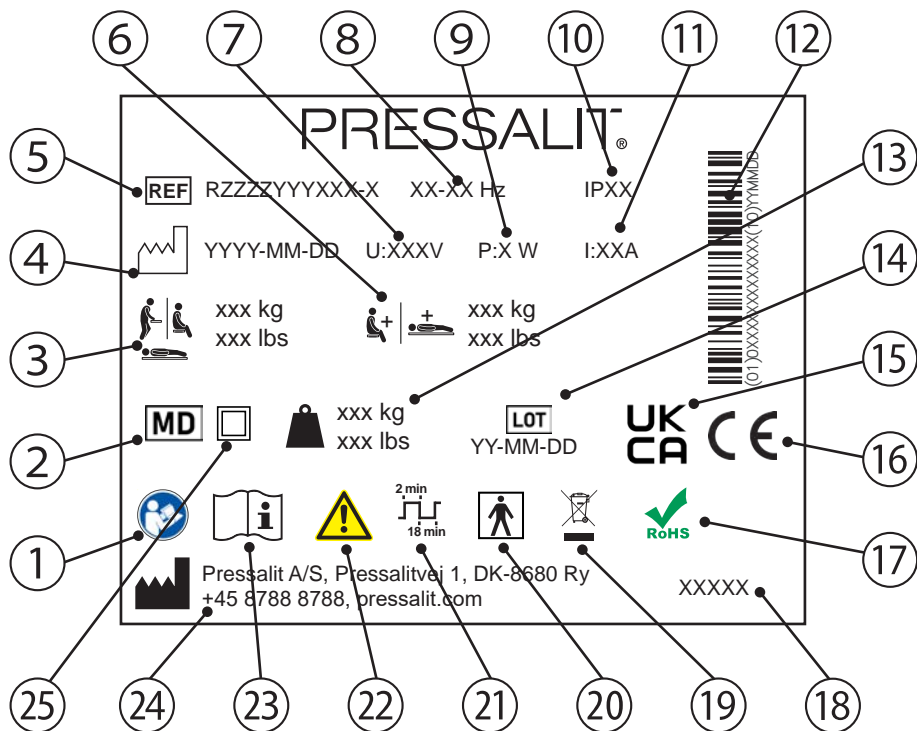 6 7 8 9 10 11 12
PRESSALIT®
5 REF RZZZZYYYXXX-X XX-XX Hz IPXX 13
4 YYYY-MM-DD U:XXXV P:X W I:XXA 14
xxx kg xxx kg
3 xxx lbs xxx lbs
(01)0XXXXXXXXXXXXX(10)YYMMDD
15
2 MD xxx kg LOT UK CE 16
xxx lbs YY-MM-DD CA
2 min
1 i 18 min RoHS 17
Pressalit A/S, Pressalitvej 1, DK-8680 Ry
+45 8788 8788, pressalit.com XXXXX
25 24 23 22 21 20 19 18